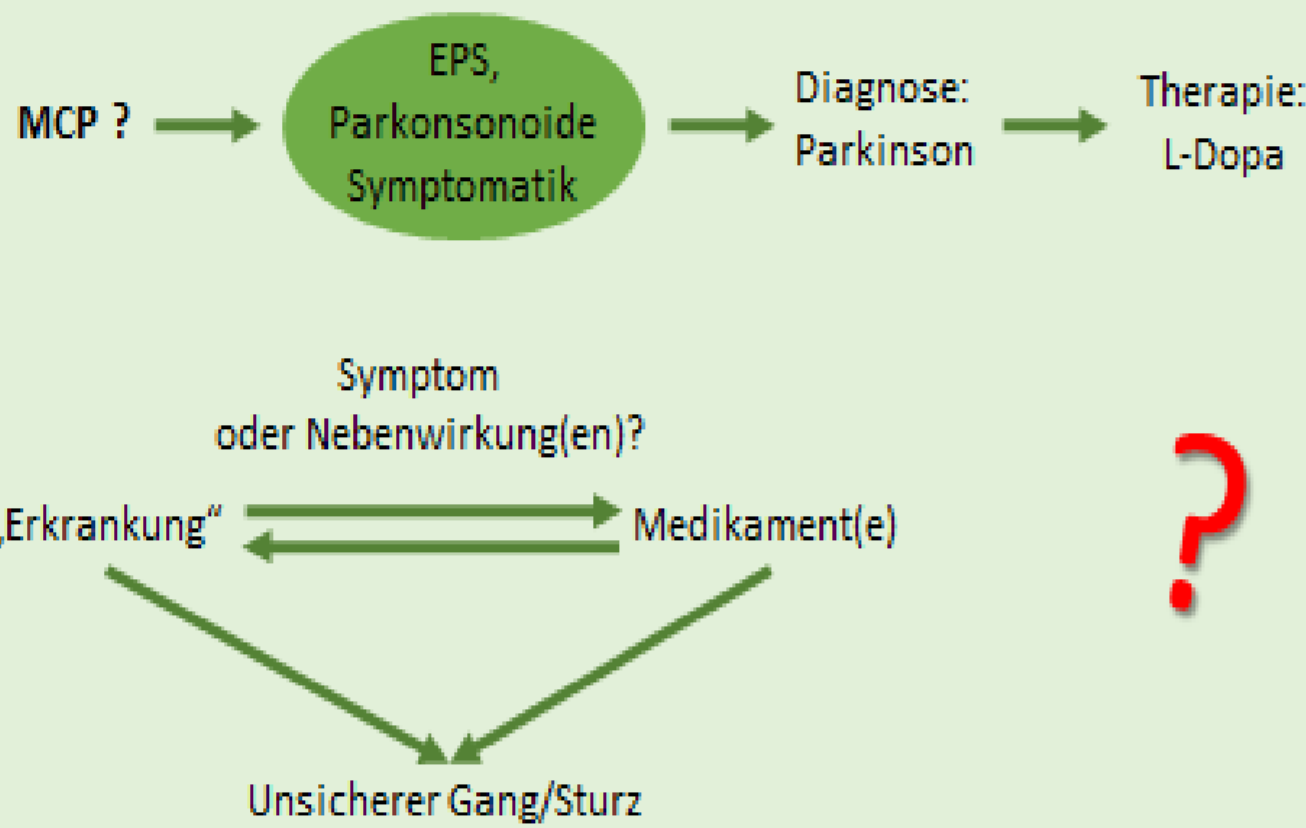 MCP ?
EPS,
Parkonsonoide
Symptomatik
Diagnose:
Parkinson
Therapie:
L-Dopa
Symptom
oder Nebenwirkung(en)?
„Erkrankung“
Medikament(e)
?
Unsicherer Gang/Sturz